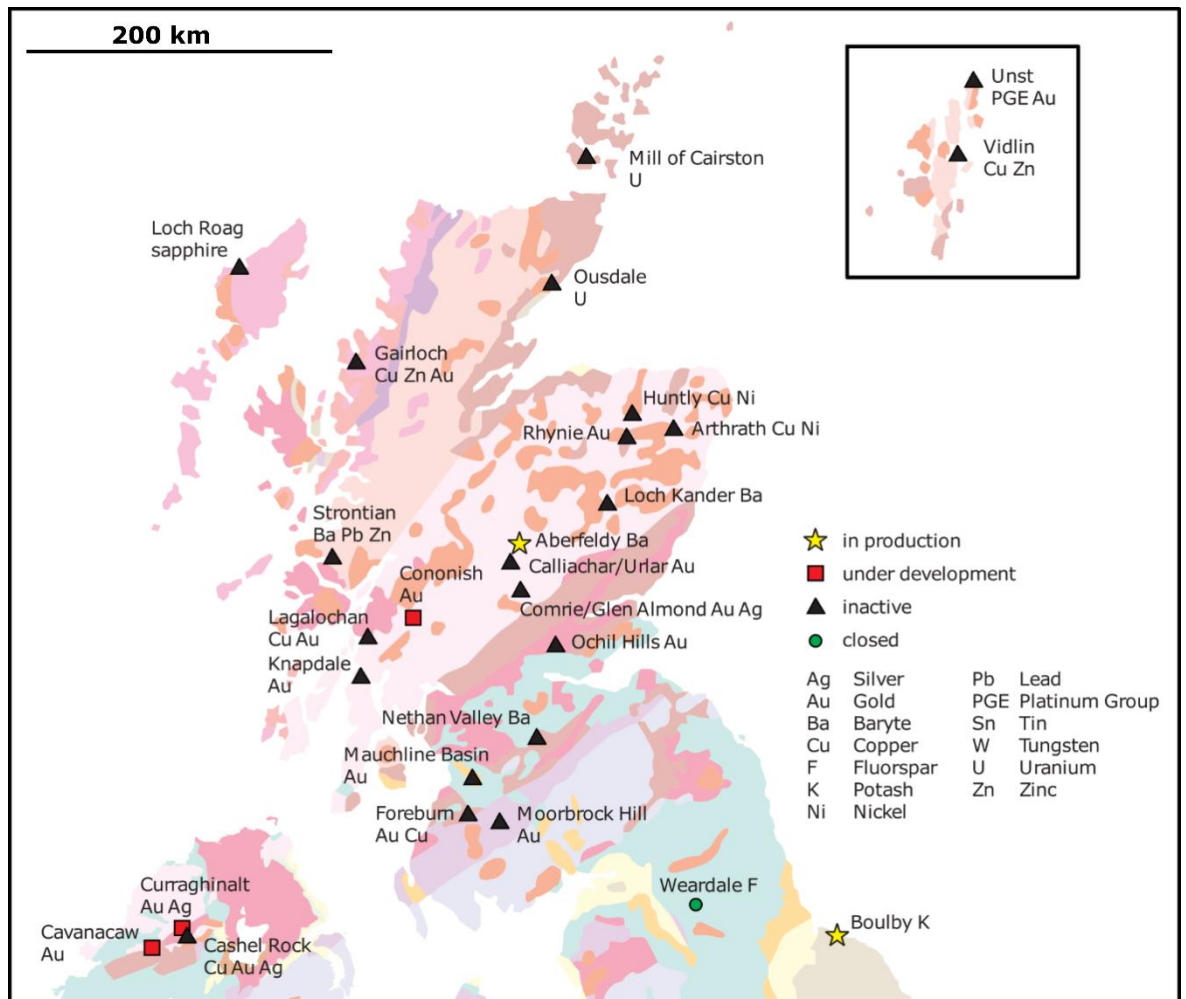 200 km
Unst
PGE Au
Vidlin
Cu Zn
Mill of Cairston
U
Loch Roag
sapphire
Ousdale
U
Gairloch
Cu Zn Au
Huntly Cu Ni
Rhynie Au
Arthrath Cu Ni
Loch Kander Ba
Strontian
Ba Pb Zn
Aberfeldy Ba
Calliachar/Urlar Au
Cononish
Au
Comrie/Glen Almond Au Ag
Lagalochan
Cu Au
Ochil Hills Au
Knapdale
Au
Nethan Valley Ba
Mauchline Basin
Au
Foreburn
Au Cu
Moorbrock Hill
Au
Curraghinalt
Au Ag
Cavanacaw
Au
Cashel Rock
Cu Au Ag
Weardale F
Boulby K
in production
under development
inactive
closed
Ag Silver
Au Gold
Ba Baryte
Cu Copper
F Fluorspar
K Potash
Ni Nickel
Pb Lead
PGE Platinum Group
Sn Tin
W Tungsten
U Uranium
Zn Zinc